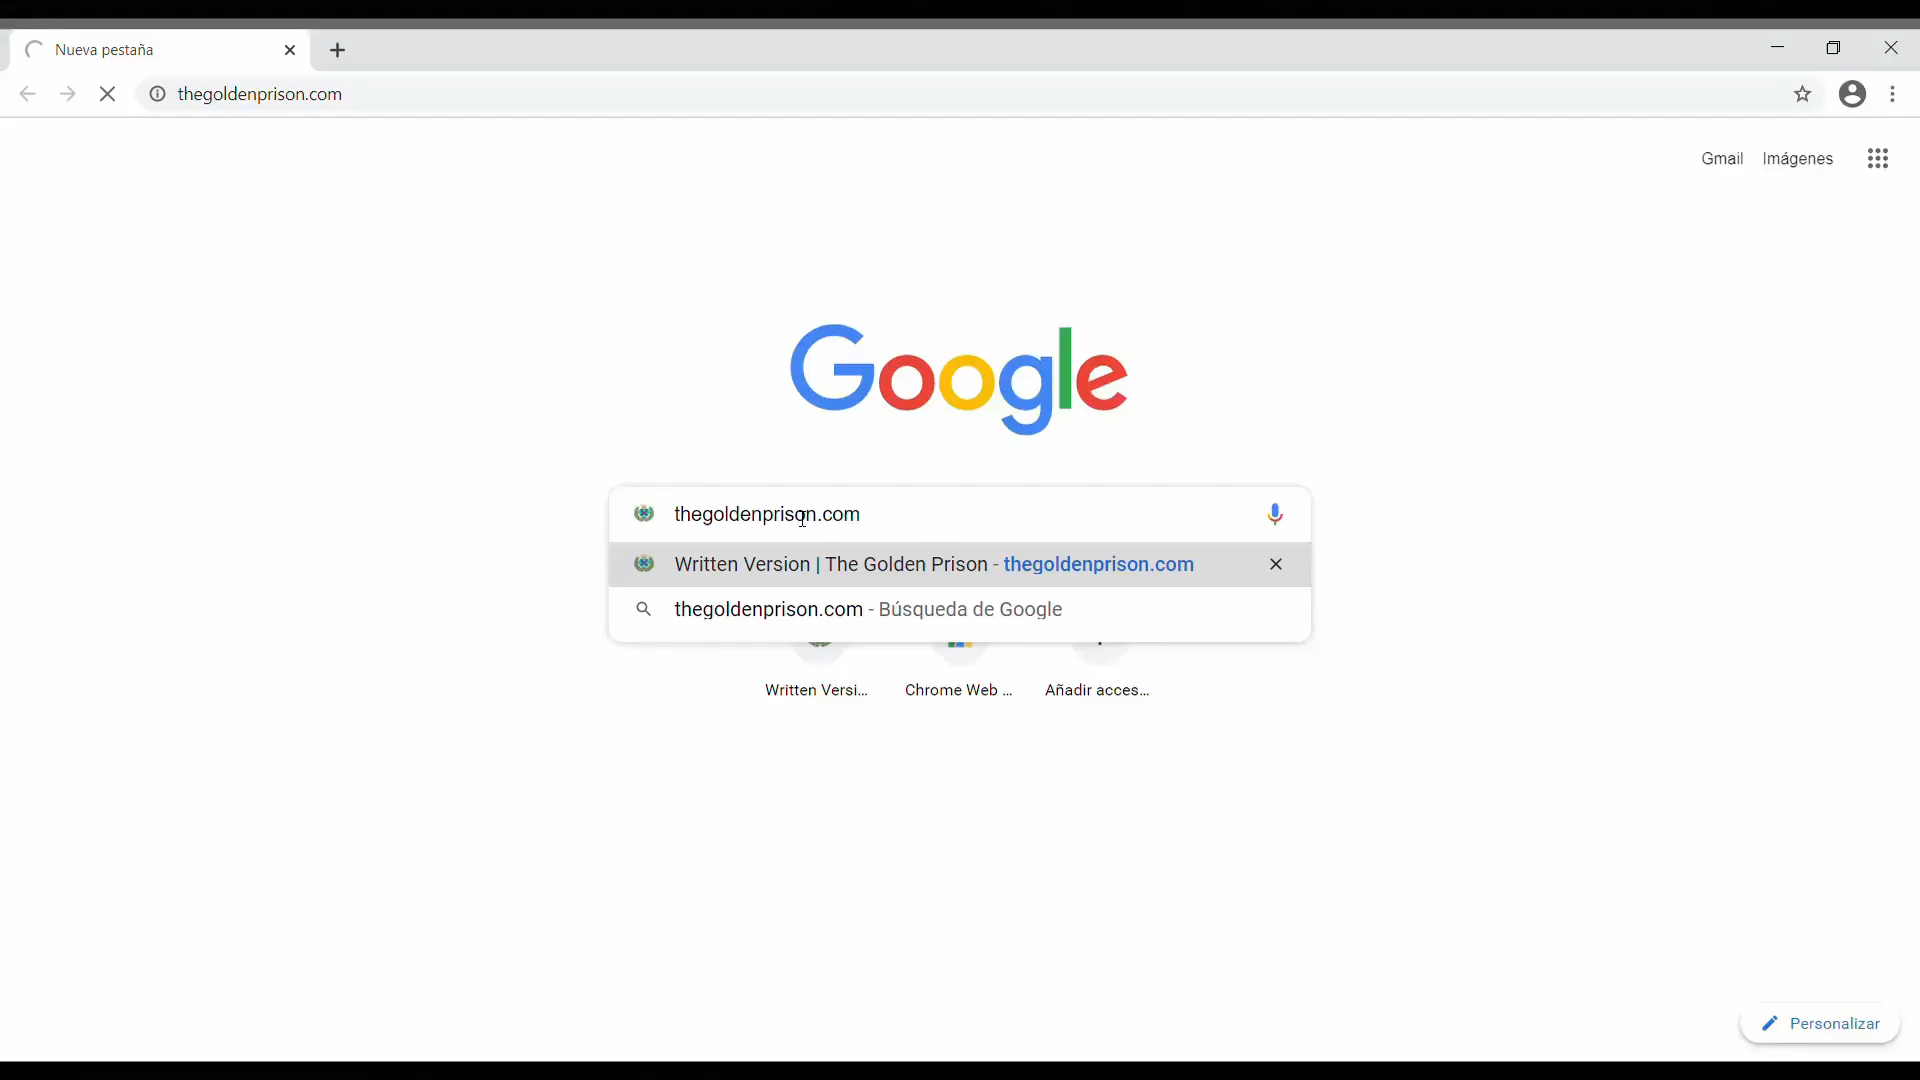 Nueva pestaña
thegoldenprison.com
Gmail Imágenes
Google
thegoldenprison.com
Written Version | The Golden Prison - thegoldenprison.com
thegoldenprison.com - Búsqueda de Google
Written Versi... Chrome Web ... Añadir acces...
Personalizar